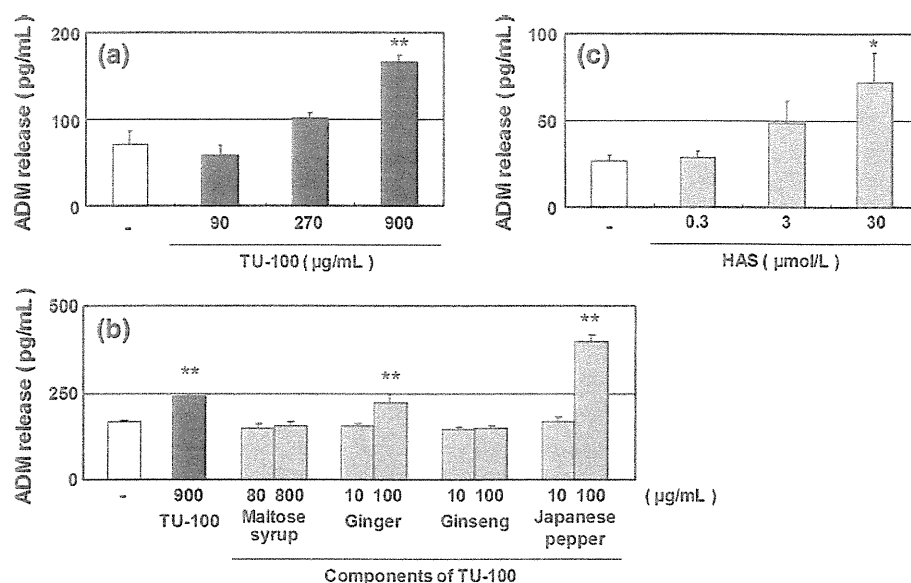 (a)
ADM release (pg/mL)
200
100
0
**
- 90 270 900
TU-100 (µg/mL)
(c)
ADM release (pg/mL)
100
50
0
*
- 0.3 3 30
HAS (µmol/L)
(b)
ADM release (pg/mL)
500
250
0
** ** **
- 900 80 800 10 100 10 100 10 100 (µg/mL)
TU-100 Maltose syrup Ginger Ginseng Japanese pepper
Components of TU-100